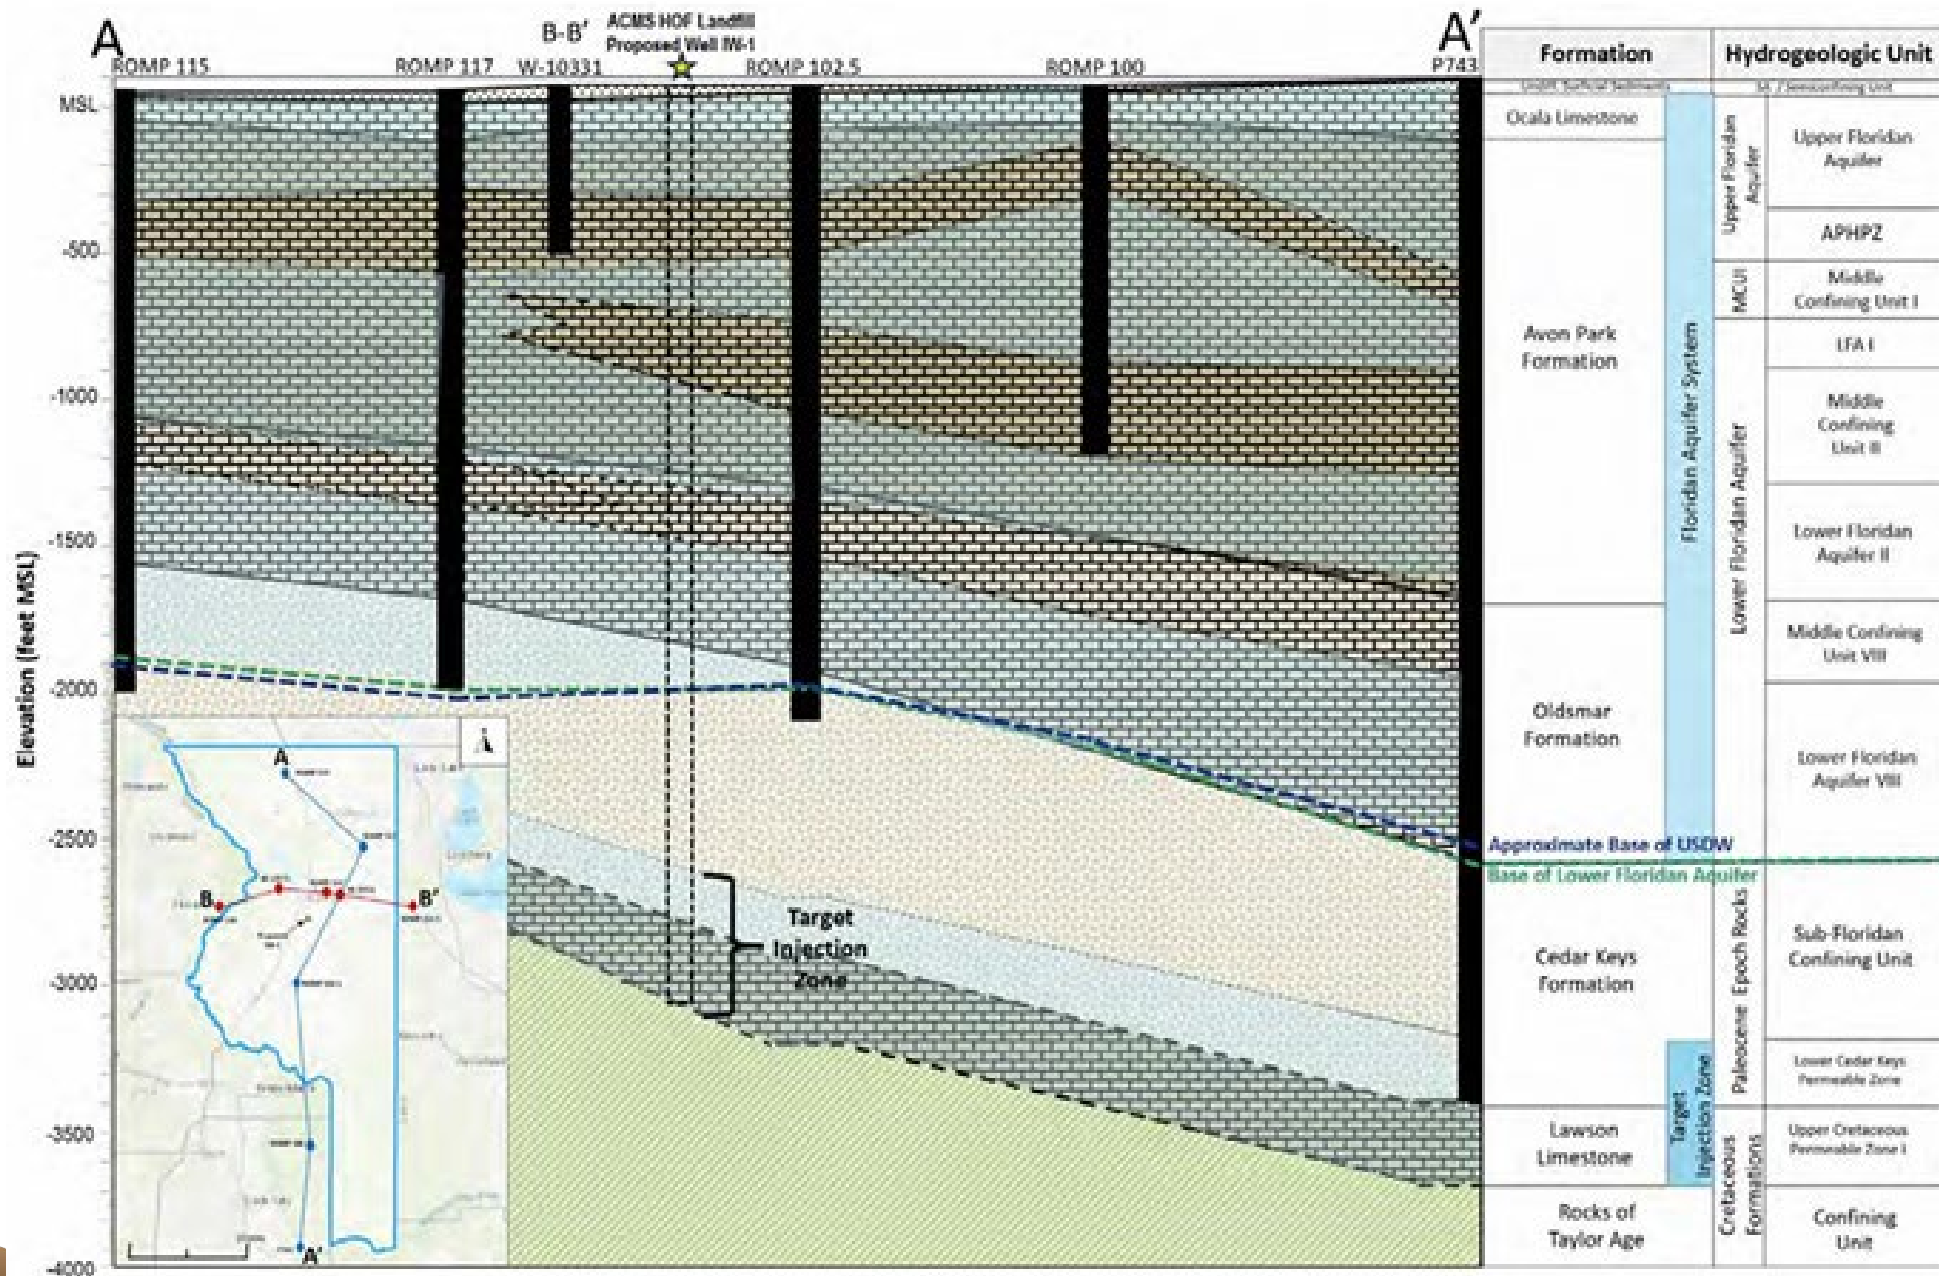 A
B-B'
ACMS HOF Landfill
Proposed Well IW-1
A'
ROMP 115
ROMP 117
W-10331
ROMP 102.5
ROMP 100
P743
Formation
Hydrogeologic Unit
MSL
-500
-1000
-1500
-2000
-2500
-3000
-3500
-4000
Elevation (feet MSL)
Ocala Limestone
Avon Park
Formation
Oldsmar
Formation
Cedar Keys
Formation
Lawson
Limestone
Rocks of
Taylor Age
Floridan Aquifer System
Target
Injection Zone
Upper Floridan
Aquifer
MCUI
Lower Floridan Aquifer
Paleocene Epoch Rocks
Cretaceous
Formations
Upper Floridan
Aquifer
APHPZ
Middle
Confining Unit I
LFA I
Middle
Confining
Unit II
Lower Floridan
Aquifer II
Middle Confining
Unit VIII
Lower Floridan
Aquifer VIII
Sub-Floridan
Confining Unit
Lower Cedar Keys
Permeable Zone
Upper Cretaceous
Permeable Zone I
Confining
Unit
Approximate Base of USDW
Base of Lower Floridan Aquifer
Target
Injection
Zone
A
B
B'
A'